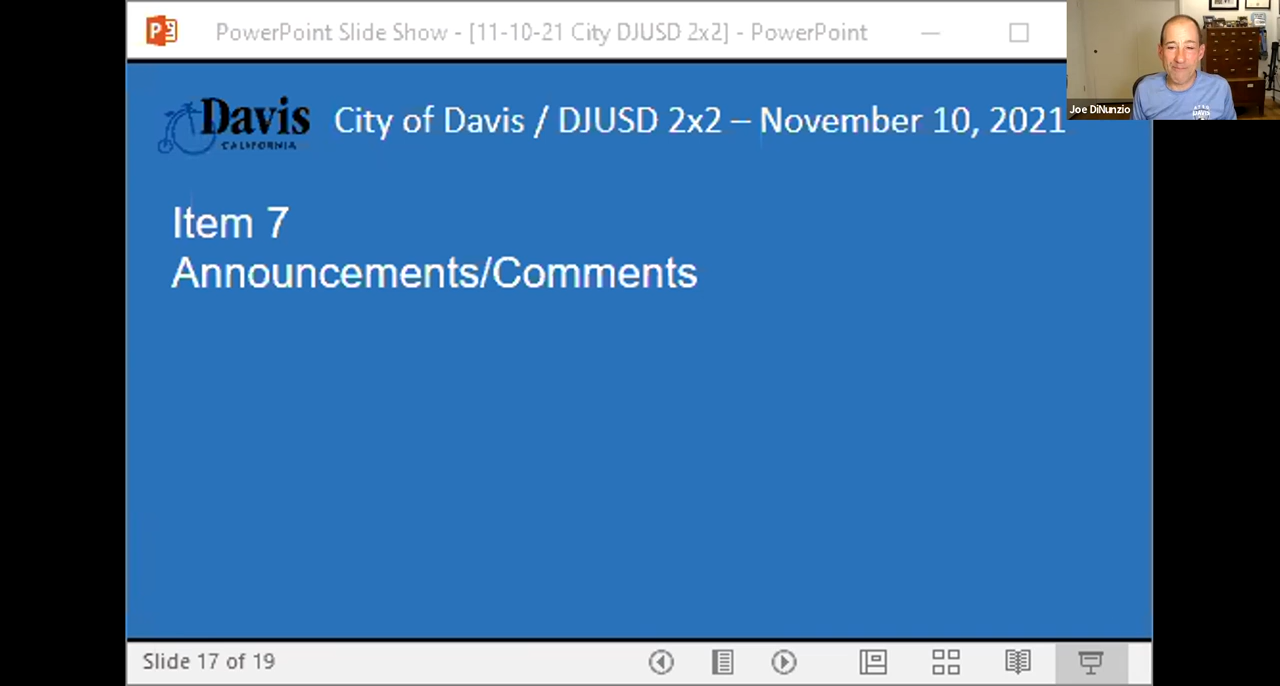 PowerPoint Slide Show - [11-10-21 City DJUSD 2x2] - PowerPoint
Joe DiNunzio
Davis
CALIFORNIA
City of Davis / DJUSD 2x2 – November 10, 2021
Item 7
Announcements/Comments
Slide 17 of 19